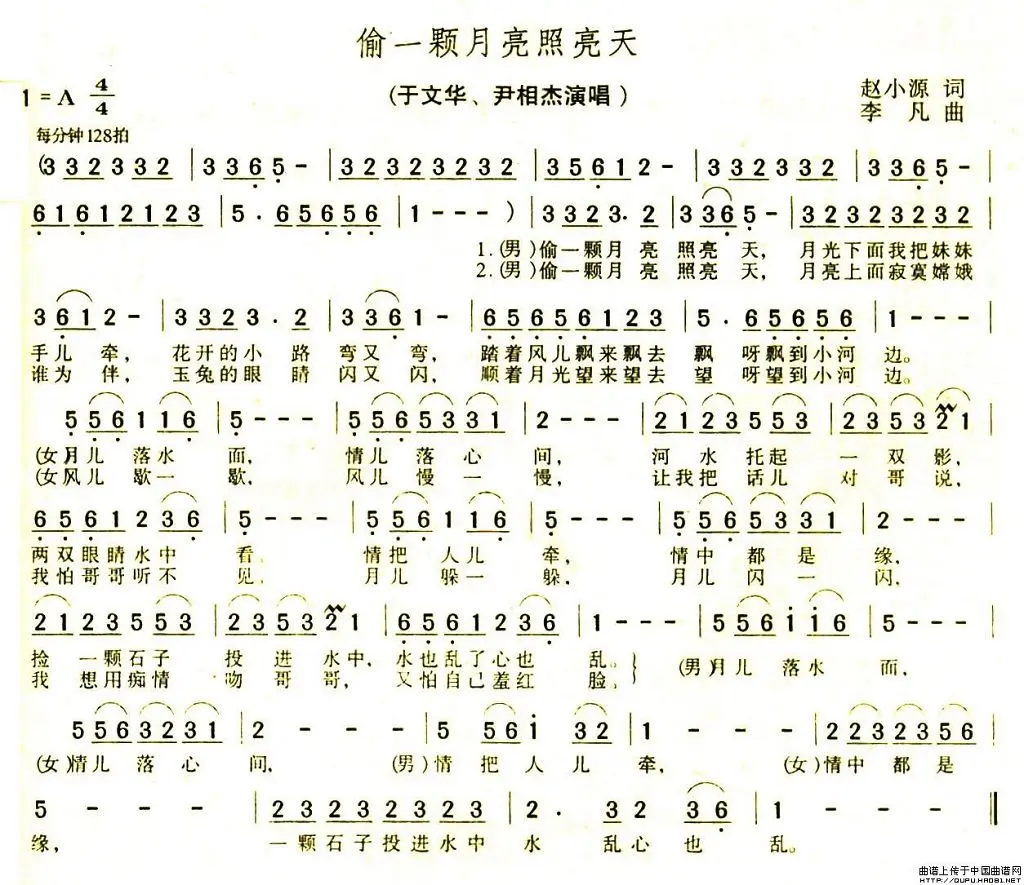 偷一颗月亮照亮天
1=A 4/4
(于文华、尹相杰演唱)
赵小源 词
李 凡 曲
每分钟128拍
(3 3 2 3 3 2 | 3 3 6 5 - | 3 2 3 2 3 2 3 2 | 3 5 6 1 2 - | 3 3 2 3 3 2 | 3 3 6 5 - |
6 1 6 1 2 1 2 3 | 5 . 6 5 6 5 6 | 1 - - - ) | 3 3 2 3 . 2 | 3 3 6 5 - | 3 2 3 2 3 2 3 2 |
1.(男)偷一颗月 亮 照亮 天, 月光下面我把妹妹
2.(男)偷一颗月 亮 照亮 天, 月亮上面寂寞嫦娥
3 6 1 2 - | 3 3 2 3 . 2 | 3 3 6 1 - | 6 5 6 5 6 1 2 3 | 5 . 6 5 6 5 6 | 1 - - - |
手儿 牵, 花开的小 路 弯又 弯, 踏着风儿飘来飘去 飘 呀飘到小河 边。
谁为 伴, 玉兔的眼 睛 闪又 闪, 顺着月光望来望去 望 呀望到小河 边。
5 5 6 1 1 6 | 5 - - - | 5 5 6 5 3 3 1 | 2 - - - | 2 1 2 3 5 5 3 | 2 3 5 3 2 1 |
(女)月儿 落水 面, 情儿 落心 间, 河 水 托起 一 双影,
(女)风儿 歇一 歇, 风儿 慢一 慢, 让我把 话儿 对 哥说,
6 5 6 1 2 3 6 | 5 - - - | 5 5 6 1 1 6 | 5 - - - | 5 5 6 5 3 3 1 | 2 - - - |
两双眼睛水中 看。 情把 人儿 牵, 情中 都是 缘,
我怕哥哥听不 见, 月儿 躲一 躲, 月儿 闪一 闪,
2 1 2 3 5 5 3 | 2 3 5 3 2 1 | 6 5 6 1 2 3 6 | 1 - - - | 5 5 6 i i 6 | 5 - - - |
捡 一颗石子 投 进 水中, 水也乱了心也 乱。} (男)月儿 落水 面,
我 想用痴情 吻 哥 哥, 又怕自己羞红 脸。
5 5 6 3 2 3 1 | 2 - - - | 5 5 6 i 3 2 | 1 - - - | 2 2 3 2 3 5 6 |
(女)情儿 落心 间, (男)情 把 人儿 牵, (女)情中 都是
5 - - - | 2 3 2 3 2 3 2 3 | 2 . 3 2 3 6 | 1 - - - ‖
缘, 一颗石子投进水中 水 乱心 也 乱。
曲谱上传于中国曲谱网
HTTP://QUPU.HAO81.NET